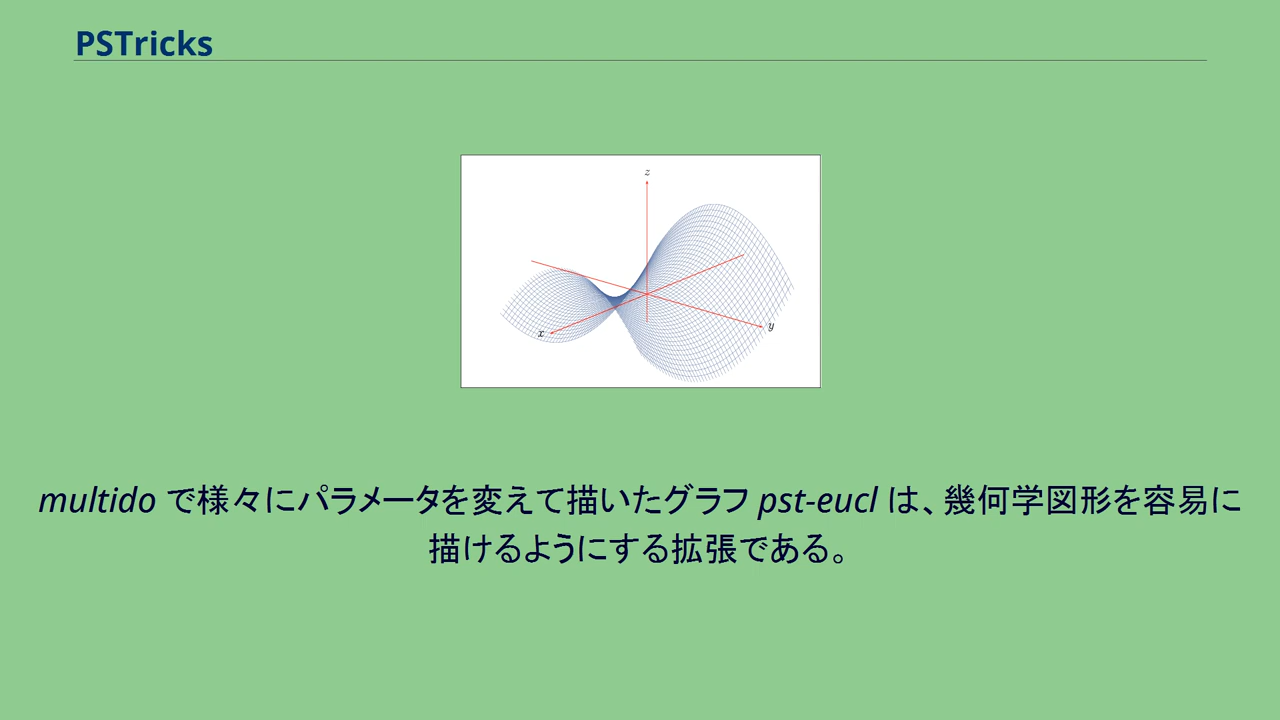 PSTricks
z
x
y
multido で様々にパラメータを変えて描いたグラフ pst-eucl は、幾何学図形を容易に
描けるようにする拡張である。